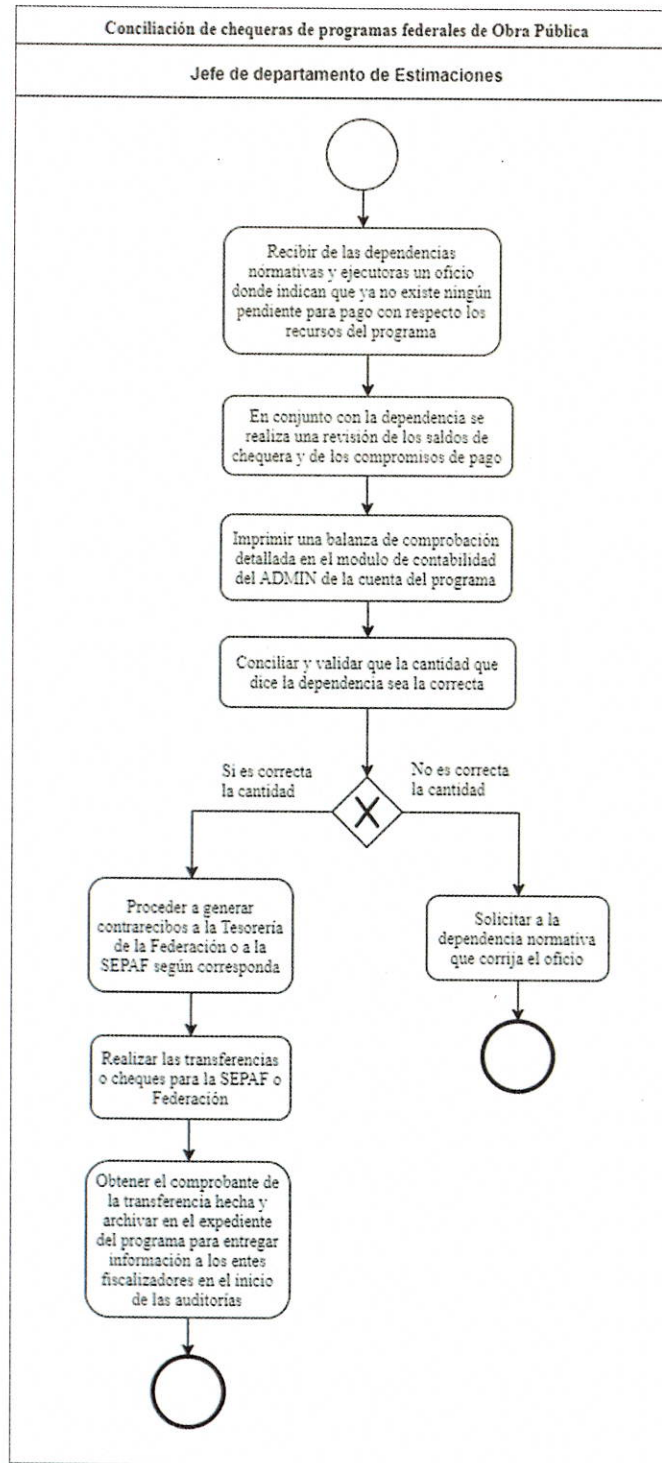 Conciliación de chequeras de programas federales de Obra Pública
Jefe de departamento de Estimaciones
Recibir de las dependencias
normativas y ejecutoras un oficio
donde indican que ya no existe ningún
pendiente para pago con respecto los
recursos del programa
En conjunto con la dependencia se
realiza una revisión de los saldos de
chequera y de los compromisos de pago
Imprimir una balanza de comprobación
detallada en el modulo de contabilidad
del ADMIN de la cuenta del programa
Conciliar y validar que la cantidad que
dice la dependencia sea la correcta
Si es correcta
la cantidad
No es correcta
la cantidad
Proceder a generar
contrarecibos a la Tesorería
de la Federación o a la
SEPAF según corresponda
Solicitar a la
dependencia normativa
que corrija el oficio
Realizar las transferencias
o cheques para la SEPAF o
Federación
Obtener el comprobante de
la transferencia hecha y
archivar en el expediente
del programa para entregar
información a los entes
fiscalizadores en el inicio
de las auditorías